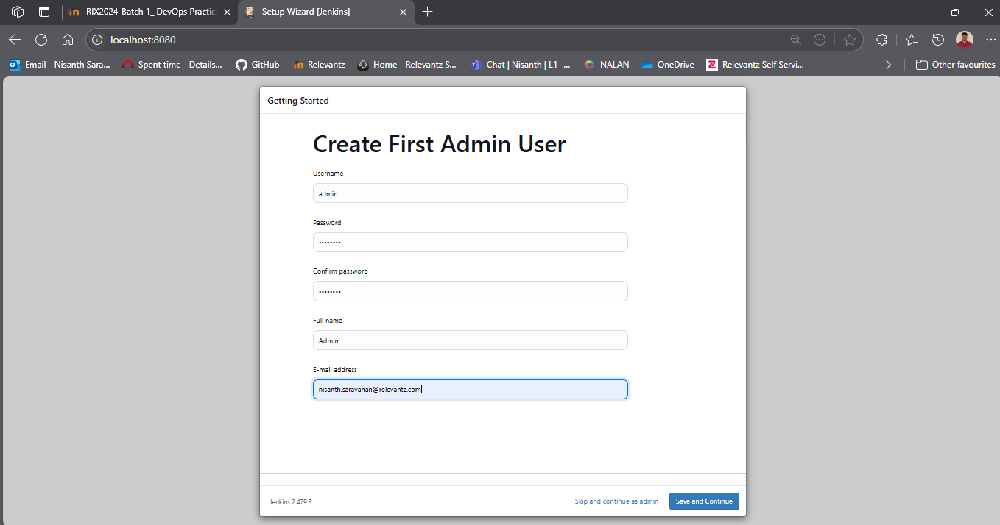 RIX2024-Batch 1_ DevOps Practic
Setup Wizard [Jenkins]
localhost:8080
Email - Nisanth Sara... Spent time - Details... GitHub Relevantz Home - Relevantz S... Chat | Nisanth | L1 -... NALAN OneDrive Relevantz Self Servi... Other favourites
Getting Started
Create First Admin User
Username
admin
Password
••••••••
Confirm password
••••••••
Full name
Admin
E-mail address
nisanth.saravanan@relevantz.com
Jenkins 2.479.3
Skip and continue as admin
Save and Continue